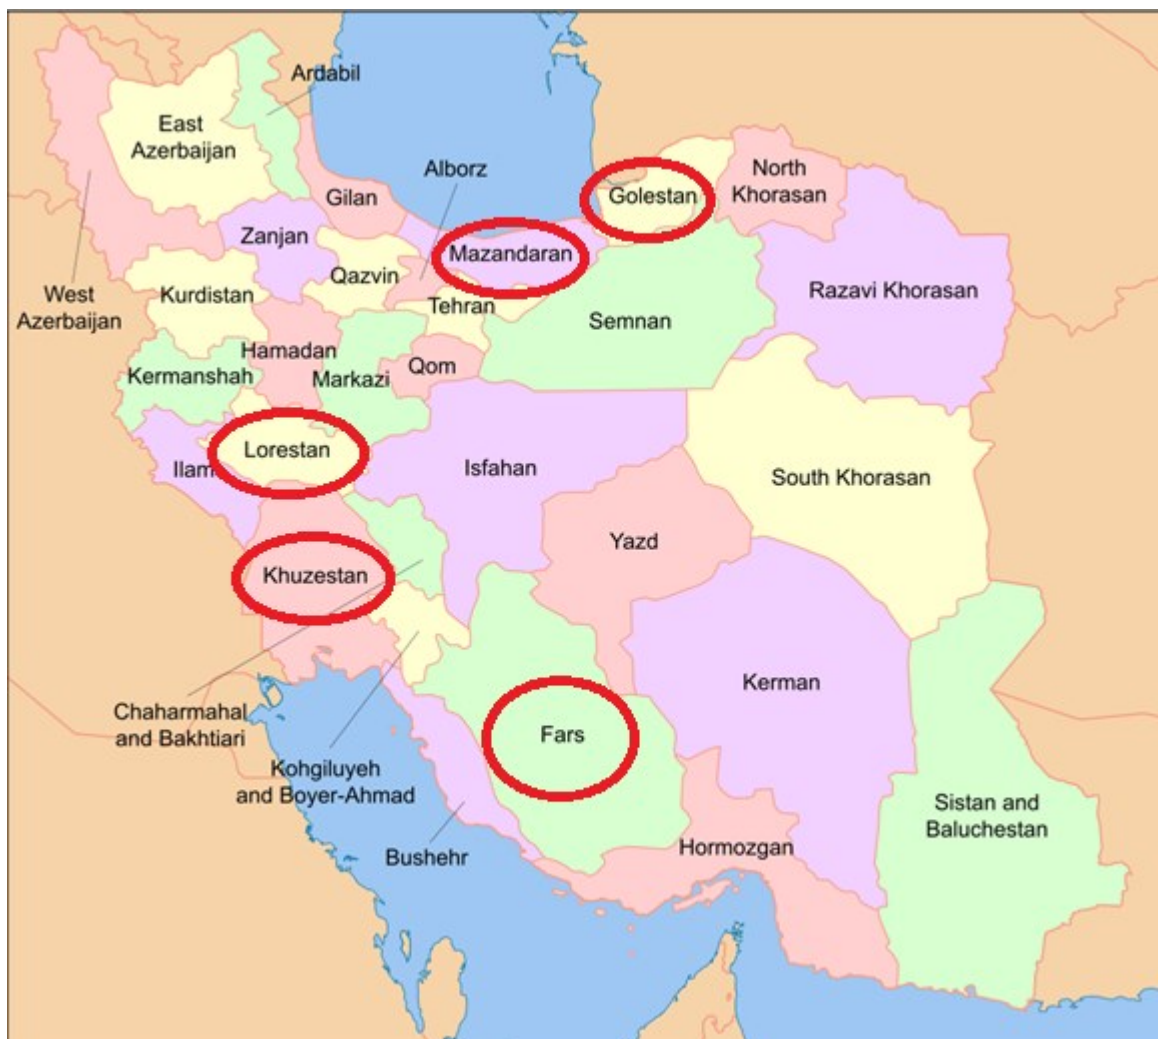 Ardabil
East
Azerbaijan
Alborz
North
Khorasan
Gilan
Golestan
Zanjan
Mazandaran
Qazvin
West
Azerbaijan
Kurdistan
Tehran
Razavi Khorasan
Semnan
Hamadan
Kermanshah
Markazi
Qom
Lorestan
Ilam
Isfahan
South Khorasan
Yazd
Khuzestan
Kerman
Chaharmahal
and Bakhtiari
Fars
Kohgiluyeh
and Boyer-Ahmad
Sistan and
Baluchestan
Hormozgan
Bushehr